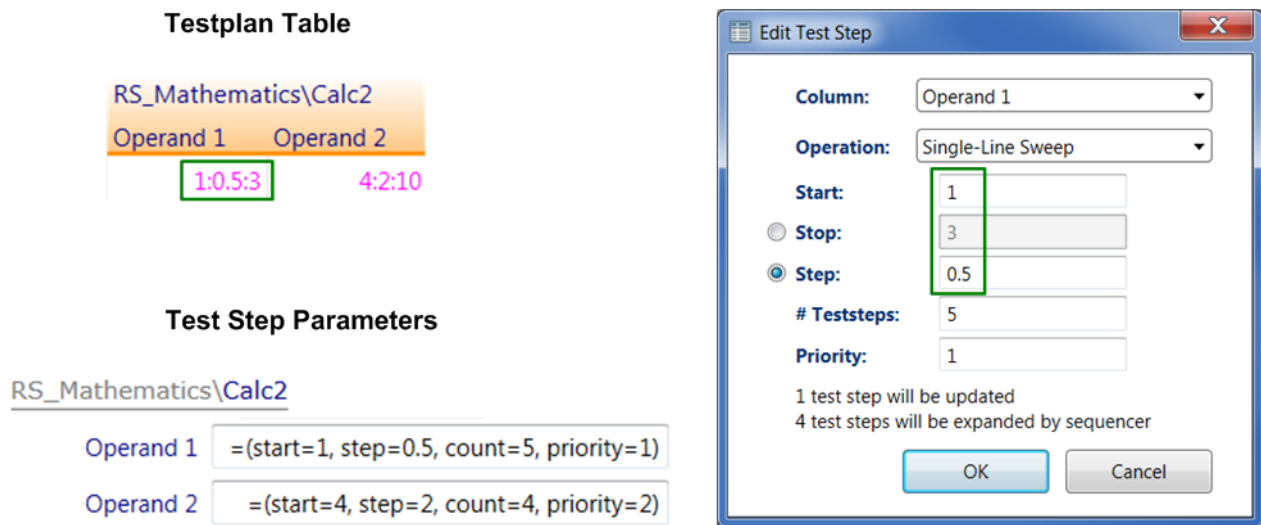 Testplan Table
RS_Mathematics\Calc2
Operand 1 Operand 2
1:0.5:3 4:2:10
Test Step Parameters
RS_Mathematics\Calc2
Operand 1 =(start=1, step=0.5, count=5, priority=1)
Operand 2 =(start=4, step=2, count=4, priority=2)
Edit Test Step
X
Column: Operand 1
Operation: Single-Line Sweep
Start: 1
Stop: 3
Step: 0.5
# Teststeps: 5
Priority: 1
1 test step will be updated
4 test steps will be expanded by sequencer
OK Cancel